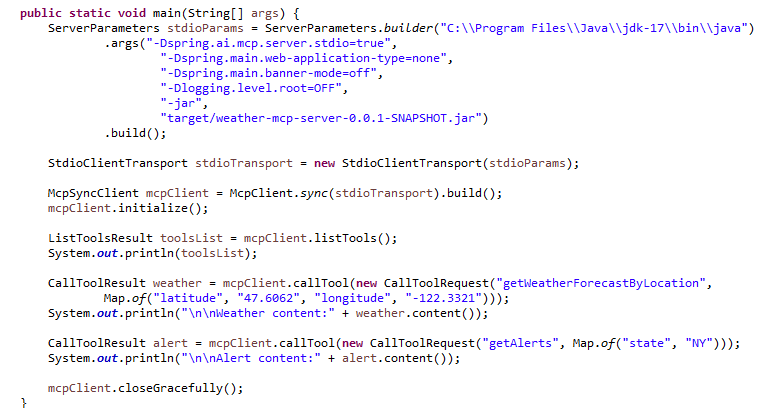 public static void main(String[] args) {
    ServerParameters stdioParams = ServerParameters.builder("C:\\Program Files\\Java\\jdk-17\\bin\\java")
            .args("-Dspring.ai.mcp.server.stdio=true",
                    "-Dspring.main.web-application-type=none",
                    "-Dspring.main.banner-mode=off",
                    "-Dlogging.level.root=OFF",
                    "-jar",
                    "target/weather-mcp-server-0.0.1-SNAPSHOT.jar")
            .build();
    StdioClientTransport stdioTransport = new StdioClientTransport(stdioParams);
    McpSyncClient mcpClient = McpClient.sync(stdioTransport).build();
    mcpClient.initialize();
    ListToolsResult toolsList = mcpClient.listTools();
    System.out.println(toolsList);
    CallToolResult weather = mcpClient.callTool(new CallToolRequest("getWeatherForecastByLocation",
            Map.of("latitude", "47.6062", "longitude", "-122.3321")));
    System.out.println("\n\nWeather content:" + weather.content());
    CallToolResult alert = mcpClient.callTool(new CallToolRequest("getAlerts", Map.of("state", "NY")));
    System.out.println("\n\nAlert content:" + alert.content());
    mcpClient.closeGracefully();
}